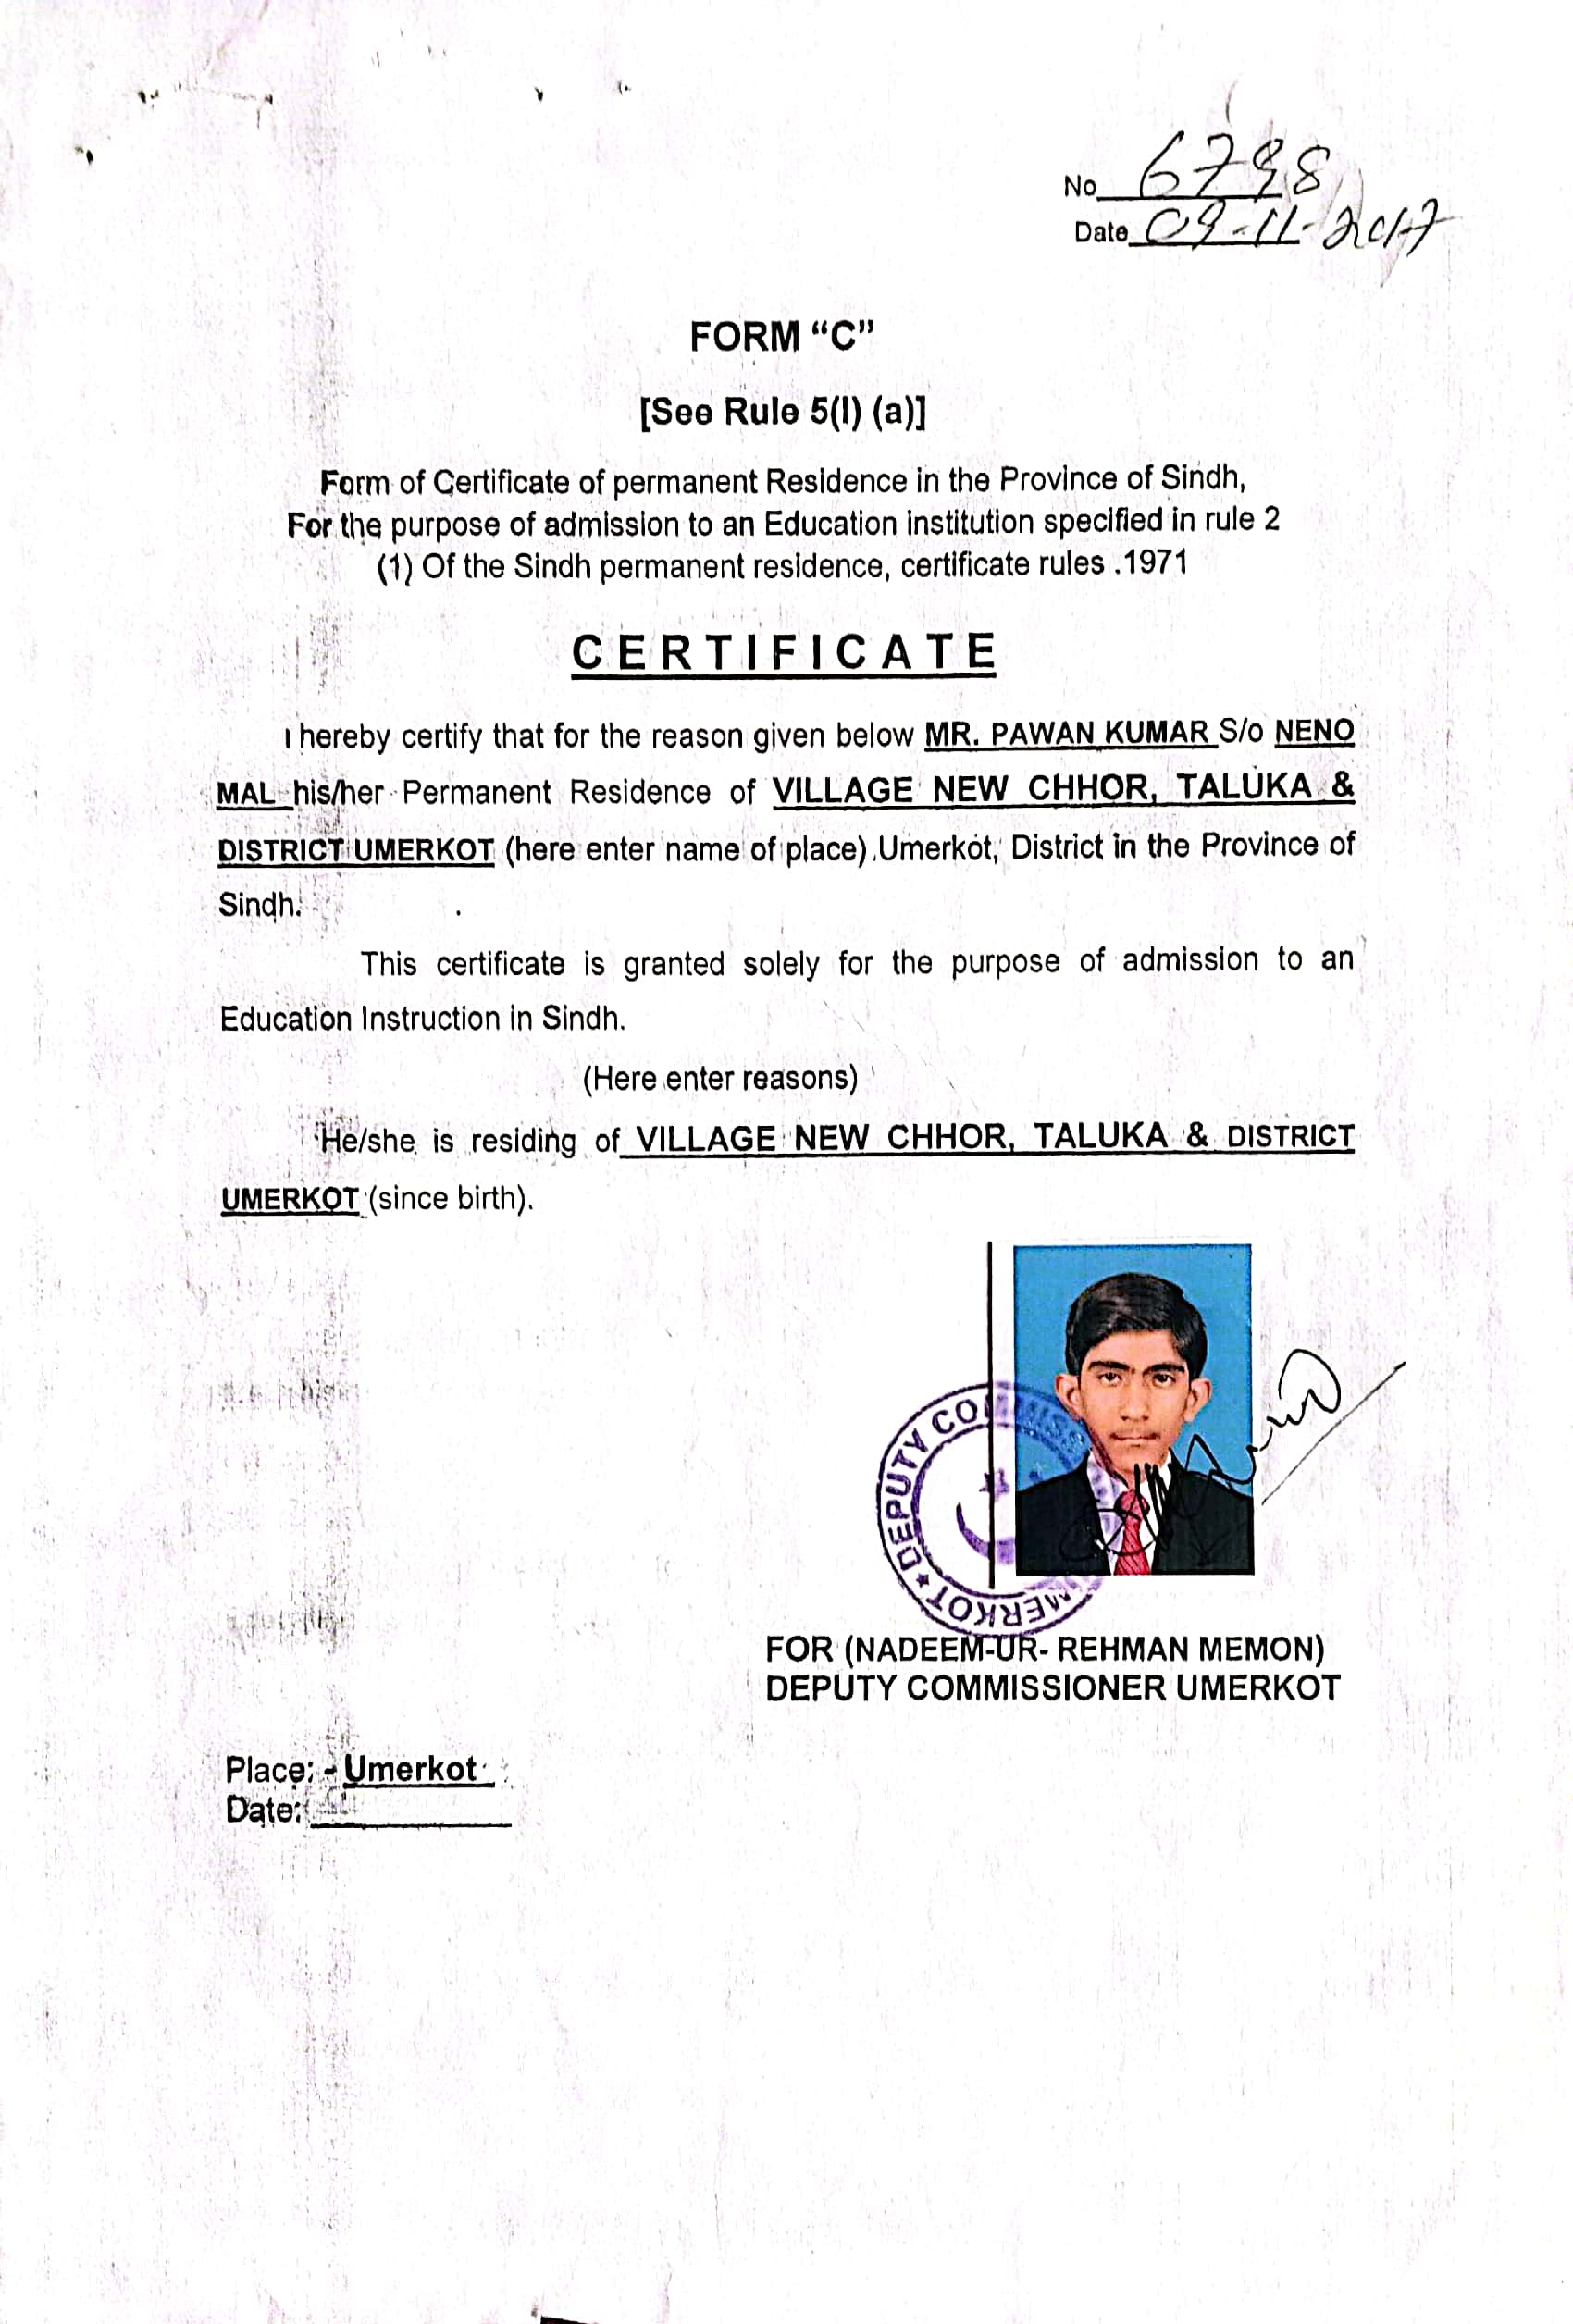 No 6798
Date 09-11-2017
FORM “C”
[See Rule 5(I) (a)]
Form of Certificate of permanent Residence in the Province of Sindh,
For the purpose of admission to an Education institution specified in rule 2
(1) Of the Sindh permanent residence, certificate rules .1971
CERTIFICATE
I hereby certify that for the reason given below MR. PAWAN KUMAR S/o NENO
MAL his/her Permanent Residence of VILLAGE NEW CHHOR, TALUKA &
DISTRICT UMERKOT (here enter name of place) Umerkot, District in the Province of
Sindh.
This certificate is granted solely for the purpose of admission to an
Education Instruction in Sindh.
(Here enter reasons)
He/she is residing of VILLAGE NEW CHHOR, TALUKA & DISTRICT
UMERKOT (since birth).
DEPUTY COMMISS
UMERKOT
FOR (NADEEM-UR- REHMAN MEMON)
DEPUTY COMMISSIONER UMERKOT
Place: - Umerkot
Date: